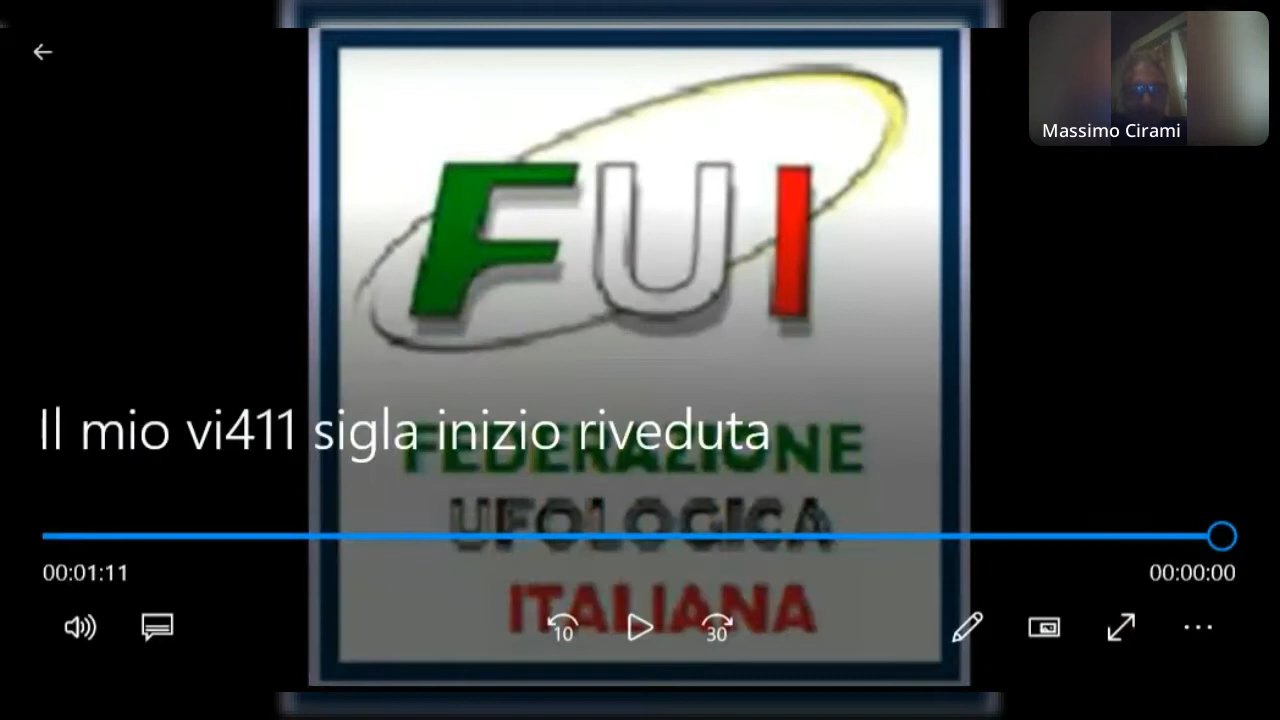 Massimo Cirami
FUI
Il mio vi411 sigla inizio riveduta
FEDERAZIONE
UFOLOGICA
00:01:11
00:00:00
ITALIANA
10
30